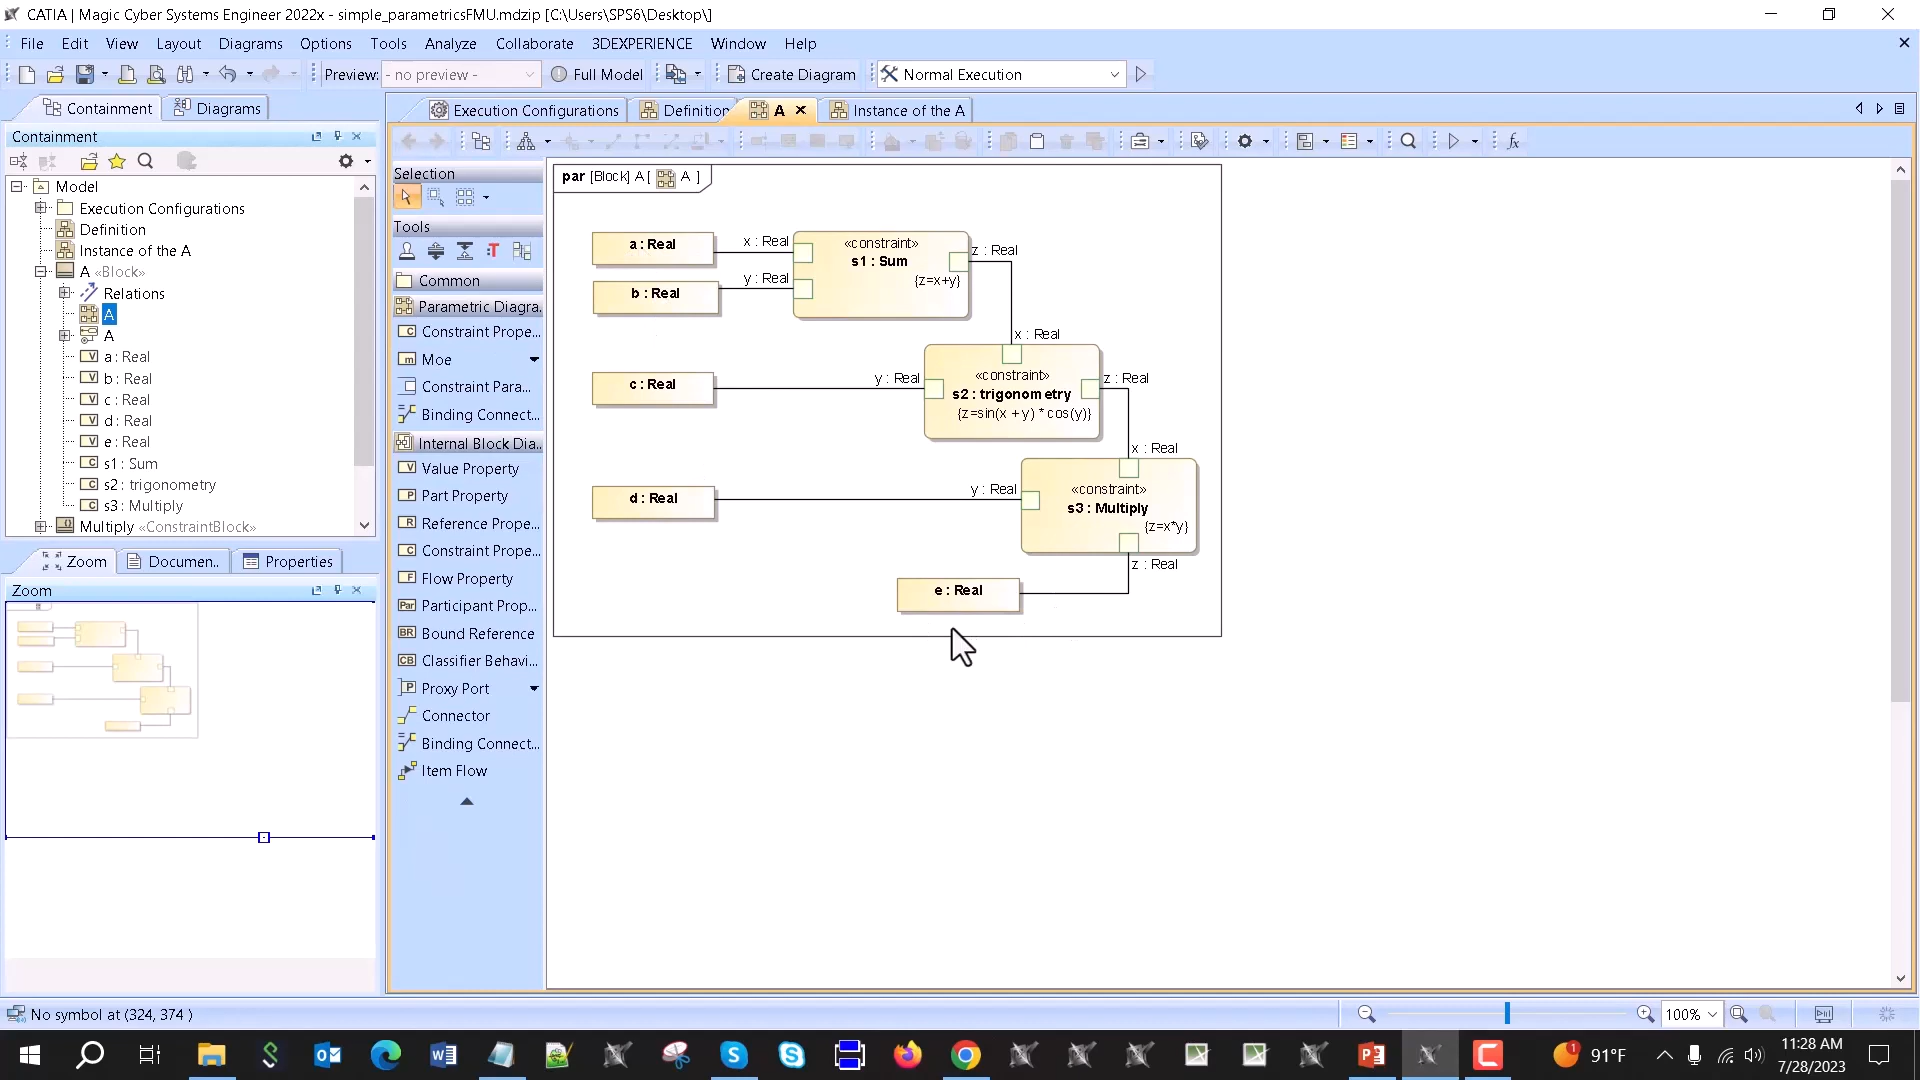 CATIA | Magic Cyber Systems Engineer 2022x - simple_parametricsFMU.mdzip [C:\Users\SPS6\Desktop\]
File Edit View Layout Diagrams Options Tools Analyze Collaborate 3DEXPERIENCE Window Help
Preview: - no preview - Full Model Create Diagram Normal Execution
Containment Diagrams
Execution Configurations Definition A Instance of the A
Containment
Model
Execution Configurations
Definition
Instance of the A
A «Block»
Relations
A
A
a : Real
b : Real
c : Real
d : Real
e : Real
s1 : Sum
s2 : trigonometry
s3 : Multiply
Multiply «ConstraintBlock»
Zoom Documen.. Properties
Zoom
Selection
Tools
Common
Parametric Diagra.
Constraint Prope...
Moe
Constraint Para...
Binding Connect...
Internal Block Dia..
Value Property
Part Property
Reference Prope...
Constraint Prope...
Flow Property
Participant Prop...
Bound Reference
Classifier Behavi...
Proxy Port
Connector
Binding Connect...
Item Flow
par [Block] A [ A ]
a : Real
x : Real
«constraint»
s1 : Sum
{z=x+y}
z : Real
b : Real
y : Real
x : Real
c : Real
y : Real
«constraint»
s2 : trigonometry
{z=sin(x + y) * cos(y)}
z : Real
x : Real
d : Real
y : Real
«constraint»
s3 : Multiply
{z=x*y}
z : Real
e : Real
No symbol at (324, 374 )
100%
91°F
11:28 AM
7/28/2023